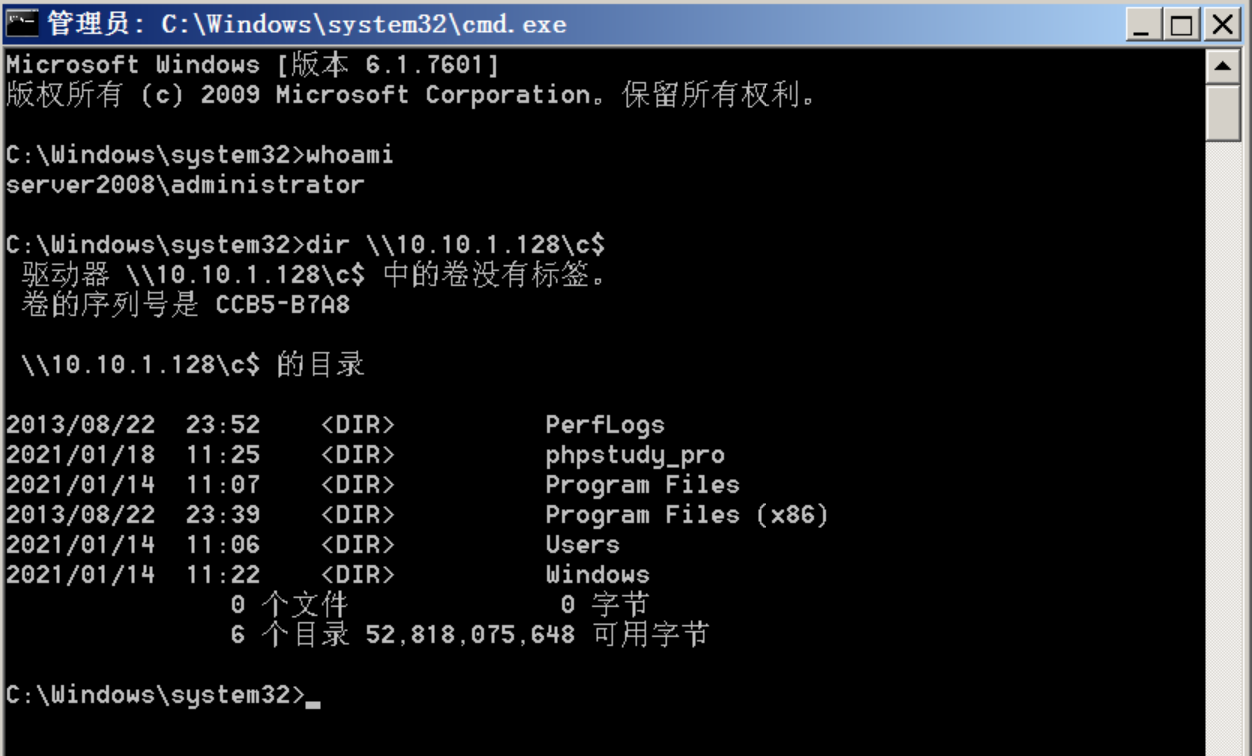 管理员: C:\Windows\system32\cmd.exe
Microsoft Windows [版本 6.1.7601]
版权所有 (c) 2009 Microsoft Corporation。保留所有权利。
C:\Windows\system32>whoami
server2008\administrator
C:\Windows\system32>dir \\10.10.1.128\c$
驱动器 \\10.10.1.128\c$ 中的卷没有标签。
卷的序列号是 CCB5-B7A8
\\10.10.1.128\c$ 的目录
2013/08/22  23:52    <DIR>          PerfLogs
2021/01/18  11:25    <DIR>          phpstudy_pro
2021/01/14  11:07    <DIR>          Program Files
2013/08/22  23:39    <DIR>          Program Files (x86)
2021/01/14  11:06    <DIR>          Users
2021/01/14  11:22    <DIR>          Windows
0 个文件              0 字节
6 个目录 52,818,075,648 可用字节
C:\Windows\system32>_